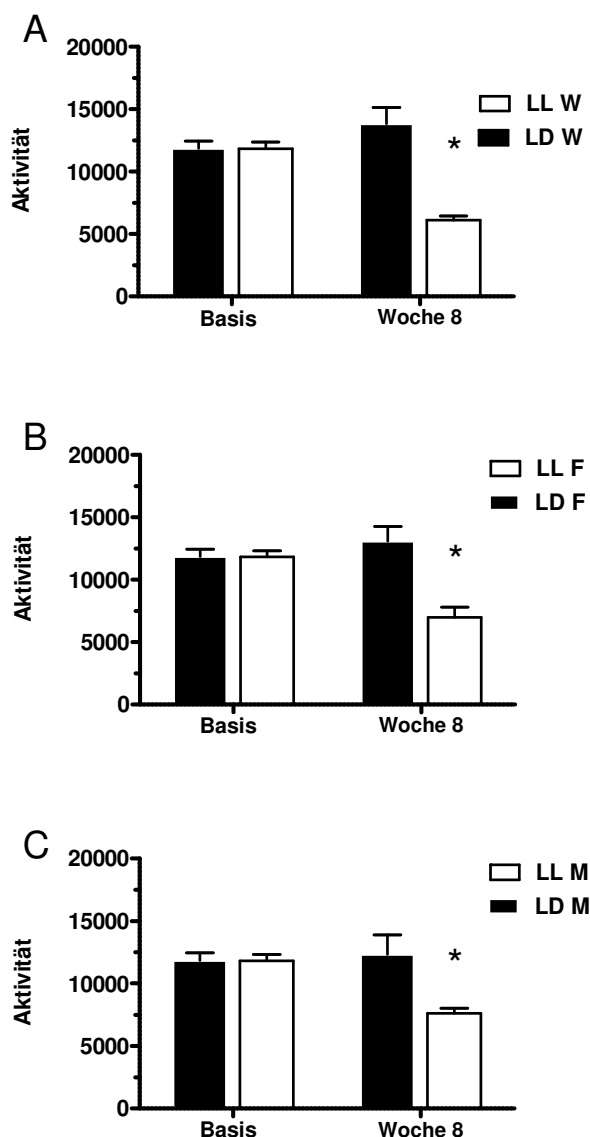 A
20000
15000
10000
5000
0
Aktivität
LL W
LD W
*
Basis
Woche 8
B
20000
15000
10000
5000
0
Aktivität
LL F
LD F
*
Basis
Woche 8
C
20000
15000
10000
5000
0
Aktivität
LL M
LD M
*
Basis
Woche 8